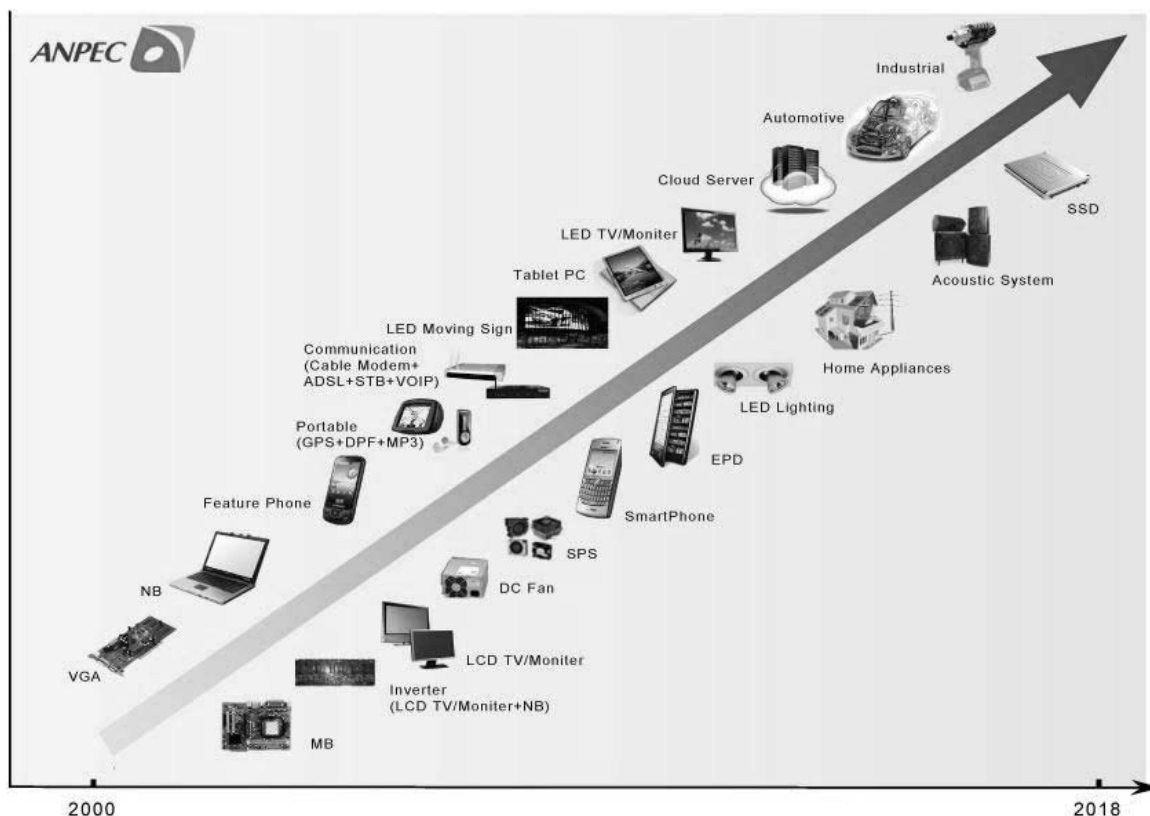 ANPEC
Industrial
Automotive
Cloud Server
SSD
LED TV/Moniter
Acoustic System
Tablet PC
LED Moving Sign
Communication
(Cable Modem+
ADSL+STB+VOIP)
Home Appliances
LED Lighting
Portable
(GPS+DPF+MP3)
EPD
Feature Phone
SmartPhone
SPS
NB
DC Fan
LCD TV/Moniter
VGA
Inverter
(LCD TV/Moniter+NB)
MB
2000
2018